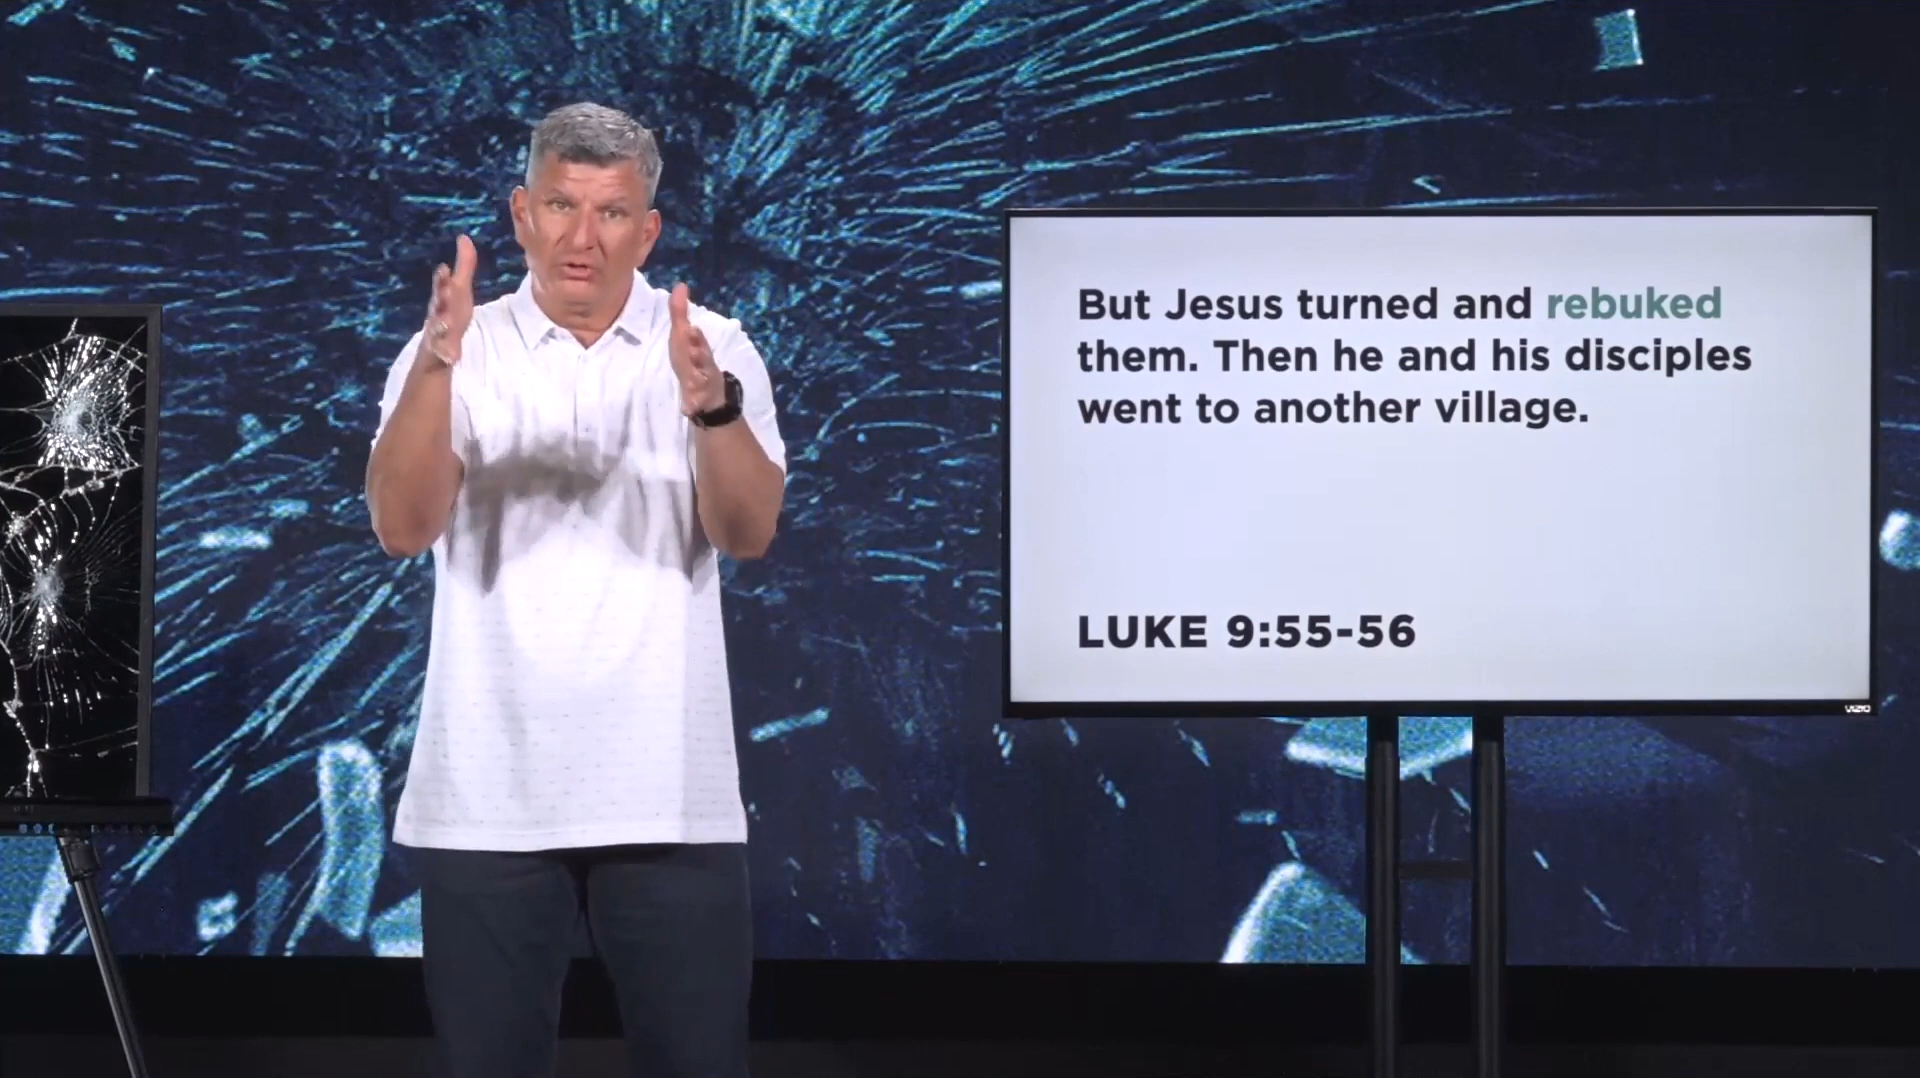 But Jesus turned and rebuked
them. Then he and his disciples
went to another village.
LUKE 9:55-56
VIZIO